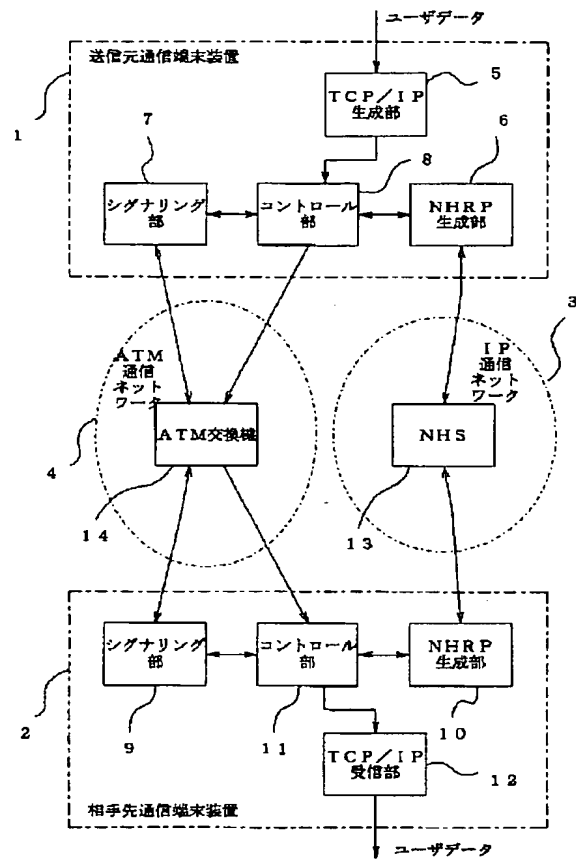 ユーザデータ
送信元通信端末装置
5
TCP/IP
生成部
1
7
8
6
シグナリング
部
コントロール
部
NHRP
生成部
3
ATM
通信
ネット
ワーク
IP
通信
ネット
ワーク
ATM交換機
NHS
4
14
13
シグナリング
部
コントロール
部
NHRP
生成部
2
9
11
10
TCP/IP
受信部
12
相手先通信端末装置
ユーザデータ